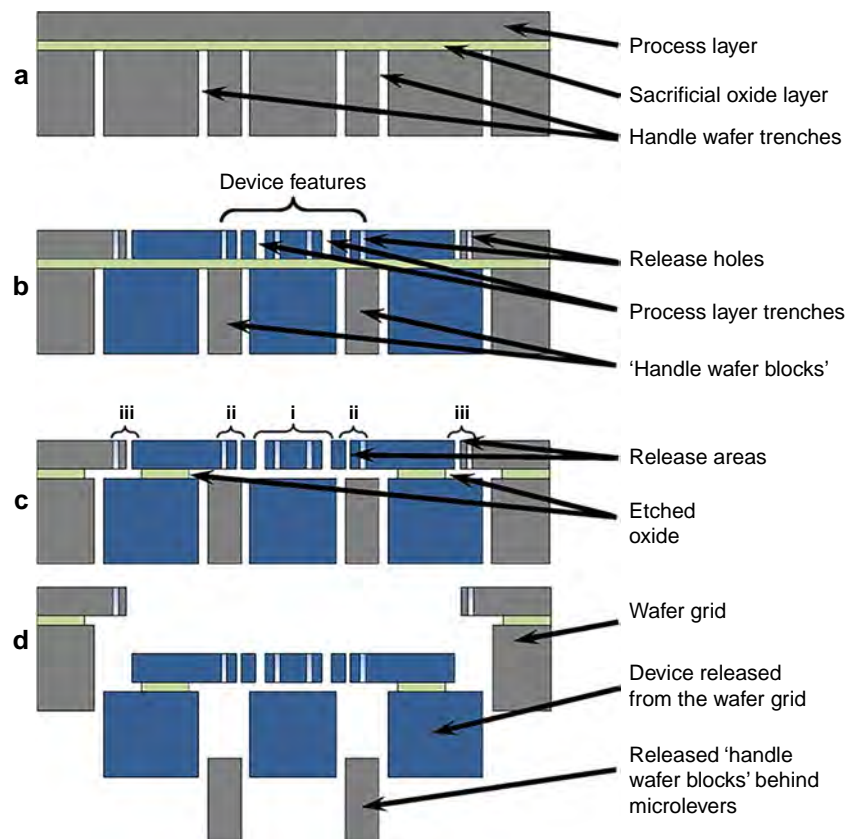 a
Process layer
Sacrificial oxide layer
Handle wafer trenches
Device features
b
Release holes
Process layer trenches
‘Handle wafer blocks’
iii
ii
i
ii
iii
c
Release areas
Etched
oxide
d
Wafer grid
Device released
from the wafer grid
Released ‘handle
wafer blocks’ behind
microlevers